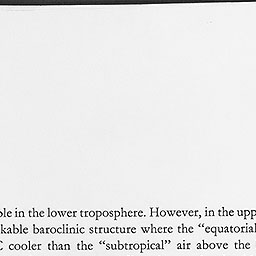 ble in the lower troposphere. However, in the upp
kable baroclinic structure where the “equatorial
C cooler than the “subtropical” air above the